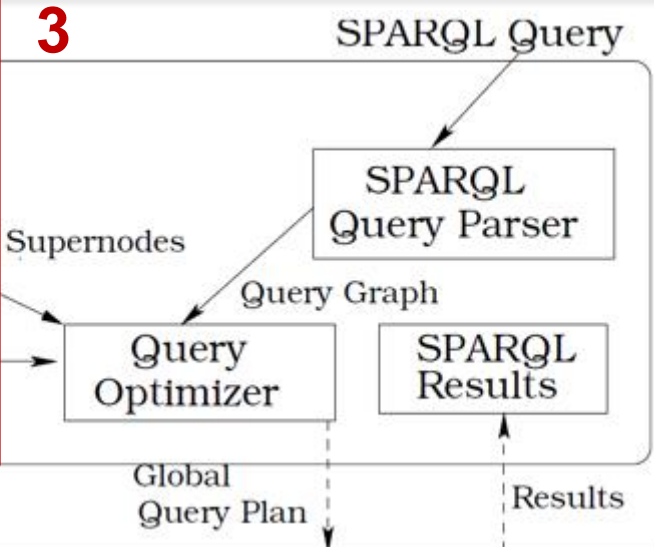 3
SPARQL Query
SPARQL
Query Parser
Supernodes
Query Graph
Query
Optimizer
SPARQL
Results
Global
Query Plan
Results